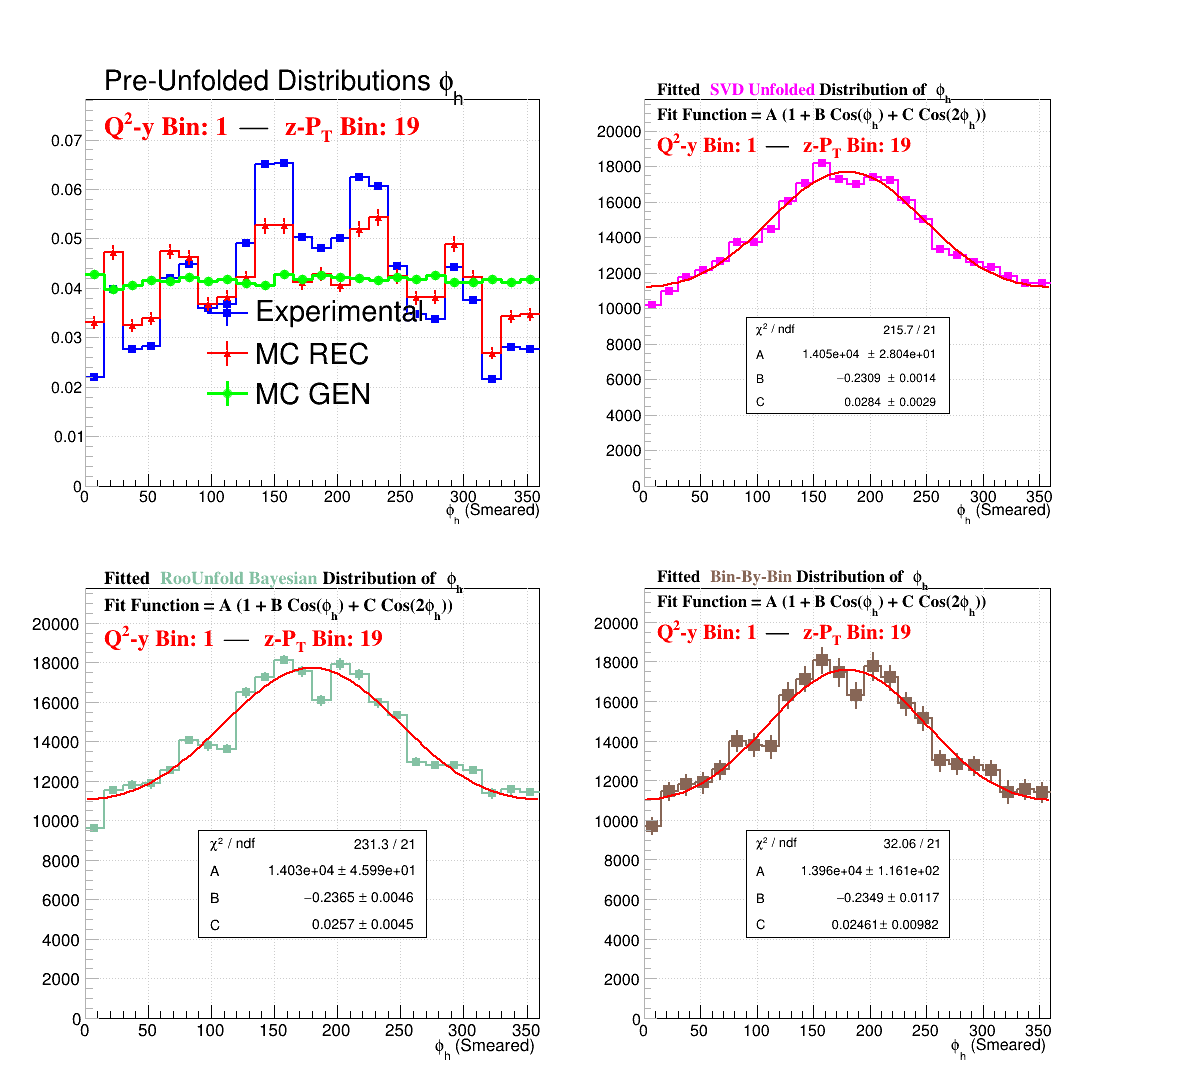 Pre-Unfolded Distributions ϕh
Q²-y Bin: 1 — z-PT Bin: 19
0.07
0.06
0.05
0.04
0.03
0.02
0.01
0
Experimental
MC REC
MC GEN
0 50 100 150 200 250 300 350
ϕh (Smeared)
Fitted SVD Unfolded Distribution of ϕh
Fit Function = A (1 + B Cos(ϕh) + C Cos(2ϕh))
Q²-y Bin: 1 — z-PT Bin: 19
20000
18000
16000
14000
12000
10000
8000
6000
4000
2000
0
χ² / ndf 215.7 / 21
A 1.405e+04 ± 2.804e+01
B −0.2309 ± 0.0014
C 0.0284 ± 0.0029
0 50 100 150 200 250 300 350
ϕh (Smeared)
Fitted RooUnfold Bayesian Distribution of ϕh
Fit Function = A (1 + B Cos(ϕh) + C Cos(2ϕh))
Q²-y Bin: 1 — z-PT Bin: 19
20000
18000
16000
14000
12000
10000
8000
6000
4000
2000
0
χ² / ndf 231.3 / 21
A 1.403e+04 ± 4.599e+01
B −0.2365 ± 0.0046
C 0.0257 ± 0.0045
0 50 100 150 200 250 300 350
ϕh (Smeared)
Fitted Bin-By-Bin Distribution of ϕh
Fit Function = A (1 + B Cos(ϕh) + C Cos(2ϕh))
Q²-y Bin: 1 — z-PT Bin: 19
20000
18000
16000
14000
12000
10000
8000
6000
4000
2000
0
χ² / ndf 32.06 / 21
A 1.396e+04 ± 1.161e+02
B −0.2349 ± 0.0117
C 0.02461 ± 0.00982
0 50 100 150 200 250 300 350
ϕh (Smeared)